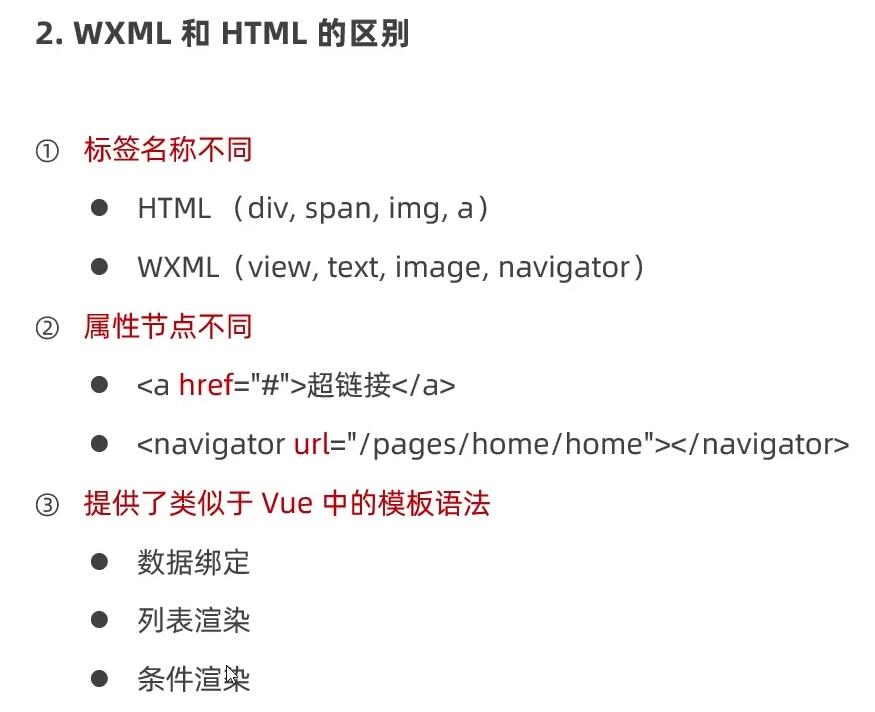 2. WXML 和 HTML 的区别
① 标签名称不同
● HTML （div, span, img, a）
● WXML（view, text, image, navigator）
② 属性节点不同
● <a href="#">超链接</a>
● <navigator url="/pages/home/home"></navigator>
③ 提供了类似于 Vue 中的模板语法
● 数据绑定
● 列表渲染
● 条件渲染